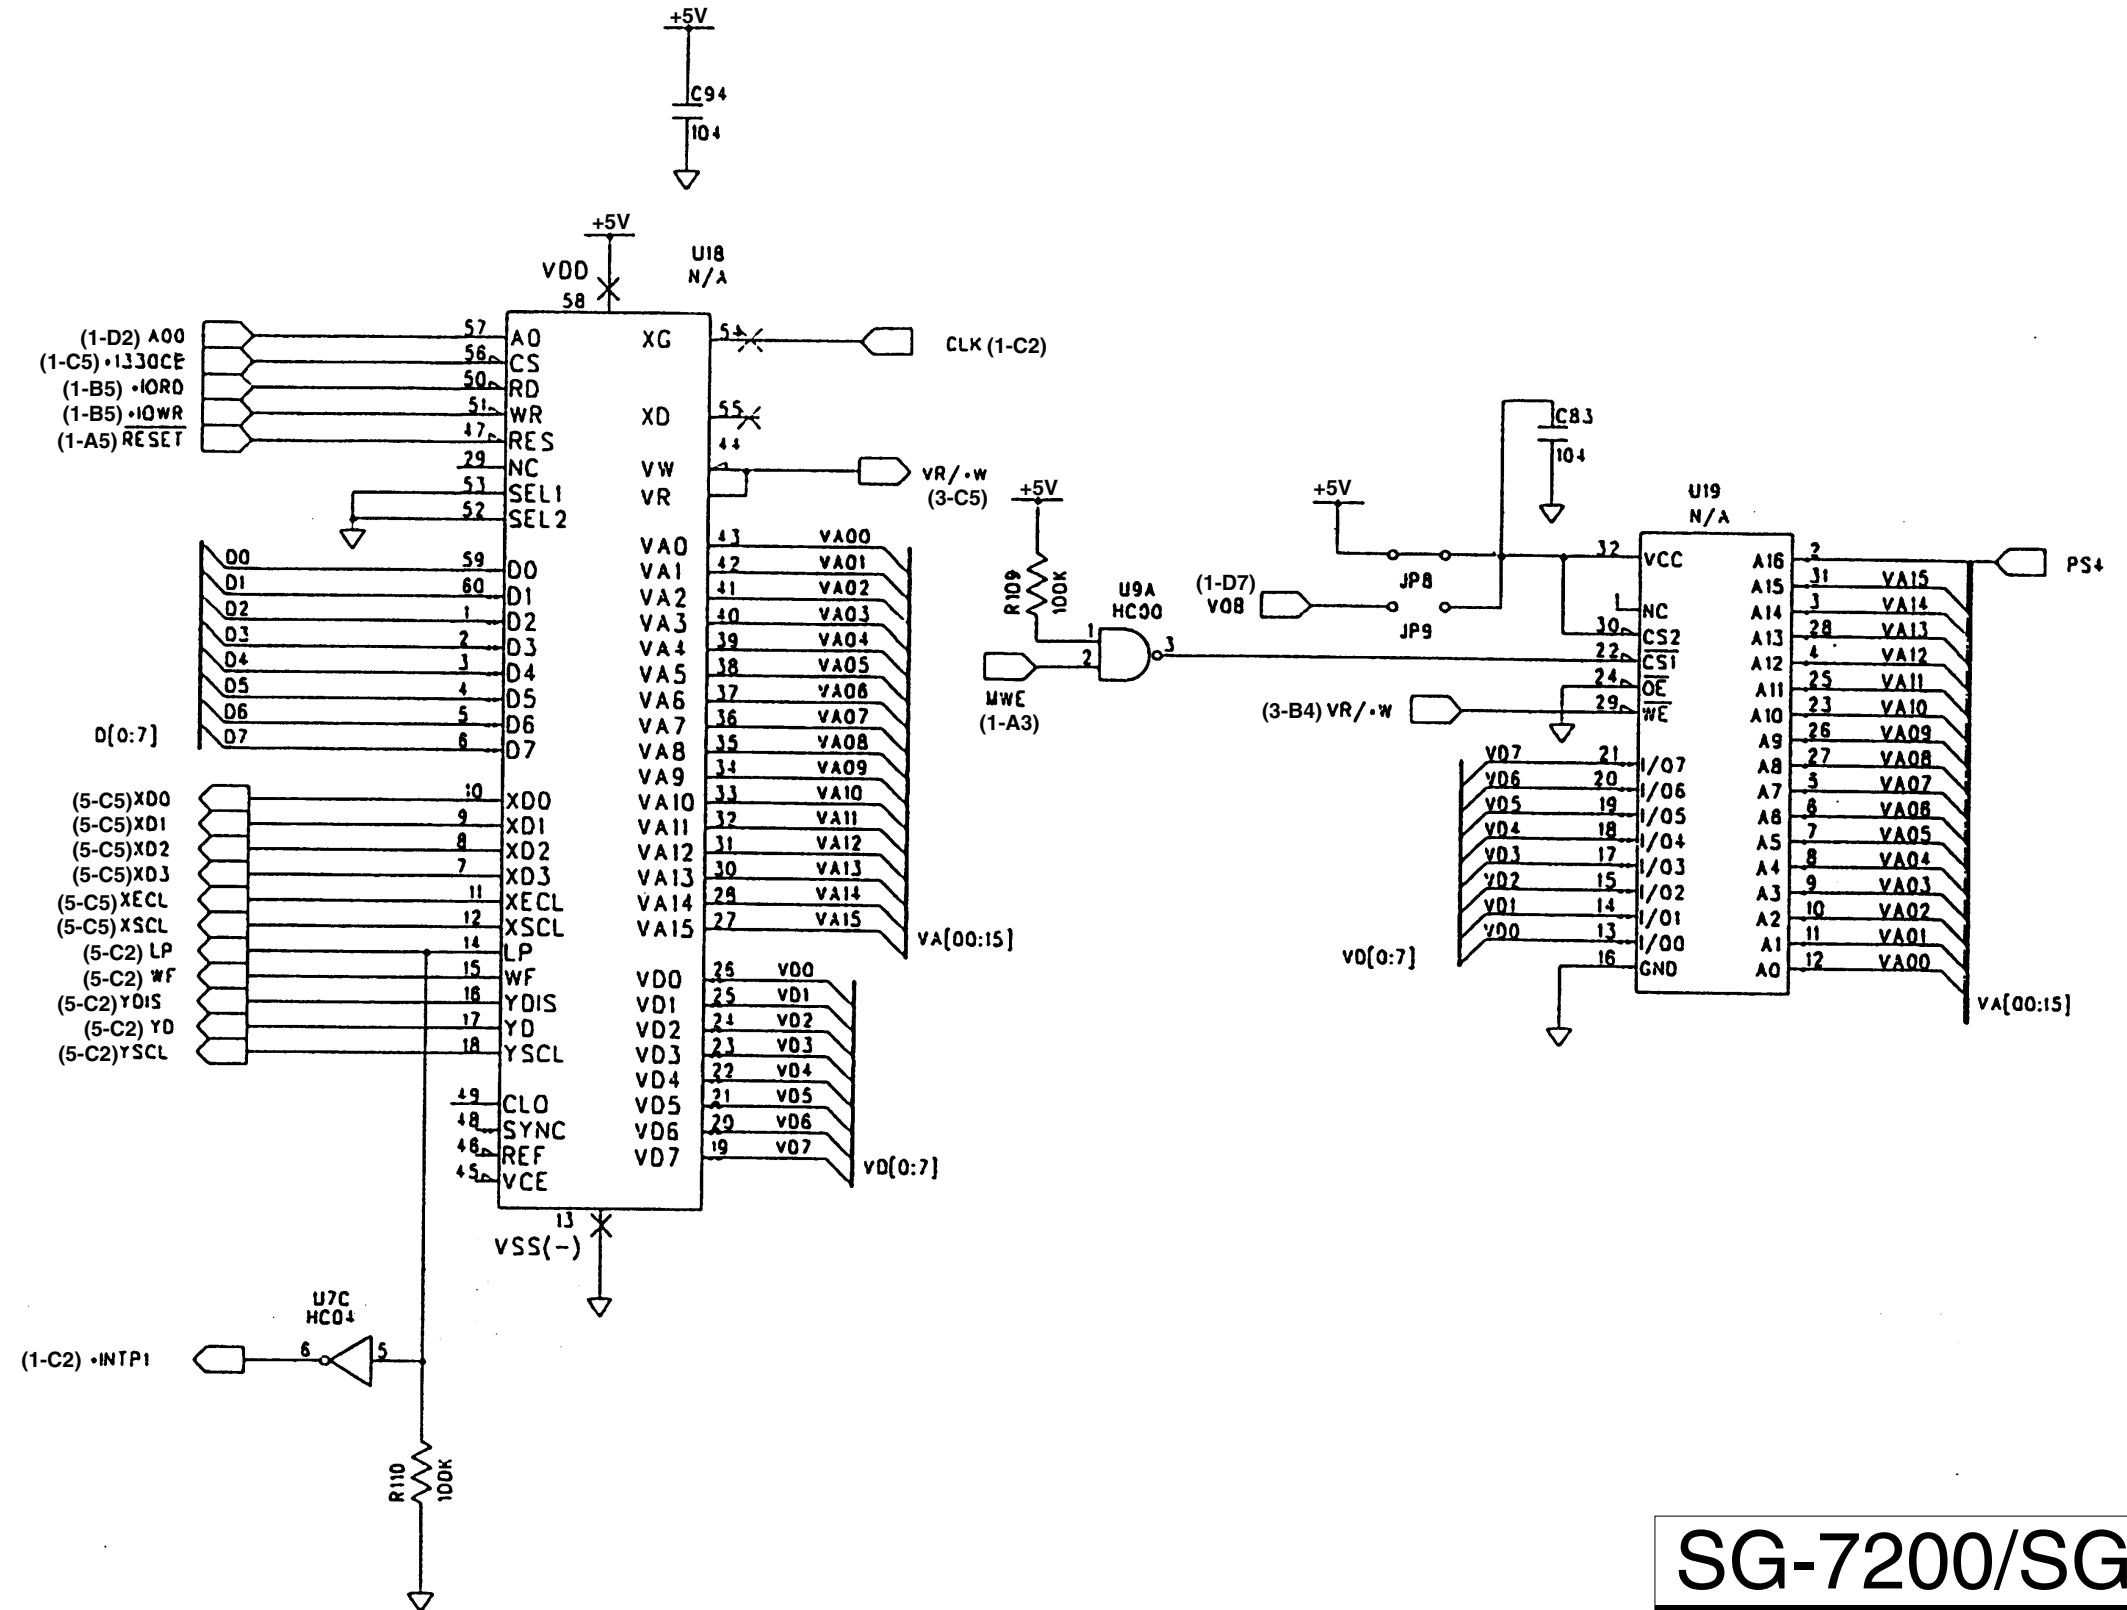 +5V
C94
104
+5V
VDD
58
U18
N/A
(1-D2) A00
57
A0
XG
54
CLK (1-C2)
(1-C5) •1330CE
56
CS
(1-B5) •IORD
50
RD
(1-B5) •IOWR
51
WR
XD
55
(1-A5) RESET
47
RES
44
29
NC
VW
VR/•W
(3-C5)
53
SEL1
VR
52
SEL2
D0
59
D0
D1
60
D1
D2
1
D2
D3
2
D3
D4
3
D4
D5
4
D5
D6
5
D6
D7
6
D7
D[0:7]
VA0
43
VA00
VA1
42
VA01
VA2
41
VA02
VA3
40
VA03
VA4
39
VA04
VA5
38
VA05
VA6
37
VA06
VA7
36
VA07
VA8
35
VA08
VA9
34
VA09
VA10
33
VA10
VA11
32
VA11
VA12
31
VA12
VA13
30
VA13
VA14
28
VA14
VA15
27
VA15
VA[00:15]
(5-C5)XD0
10
XD0
(5-C5)XD1
9
XD1
(5-C5)XD2
8
XD2
(5-C5)XD3
7
XD3
(5-C5)XECL
11
XECL
(5-C5)XSCL
12
XSCL
(5-C2) LP
14
LP
(5-C2) WF
15
WF
(5-C2)YDIS
16
YDIS
(5-C2) YD
17
YD
(5-C2)YSCL
18
YSCL
49
CLO
48
SYNC
46
REF
45
VCE
VD0
26
VD0
VD1
25
VD1
VD2
24
VD2
VD3
23
VD3
VD4
22
VD4
VD5
21
VD5
VD6
20
VD6
VD7
19
VD7
VD[0:7]
13
VSS(-)
U7C
HC04
(1-C2) •INTP1
6
5
R110
100K
+5V
R109
100K
U9A
HC00
1
2
3
MWE
(1-A3)
+5V
JP8
(1-D7)
V08
JP9
C83
104
U19
N/A
32
VCC
1
NC
30
CS2
22
CS1
24
OE
(3-B4) VR/•W
29
WE
VD7
21
I/07
VD6
20
I/06
VD5
19
I/05
VD4
18
I/04
VD3
17
I/03
VD2
15
I/02
VD1
14
I/01
VD0
13
I/00
VD[0:7]
16
GND
A16
2
PS4
A15
31
VA15
A14
3
VA14
A13
28
VA13
A12
4
VA12
A11
25
VA11
A10
23
VA10
A9
26
VA09
A8
27
VA08
A7
5
VA07
A8
6
VA06
A5
7
VA05
A4
8
VA04
A3
9
VA03
A2
10
VA02
A1
11
VA01
A0
12
VA00
VA[00:15]
SG-7200/SG